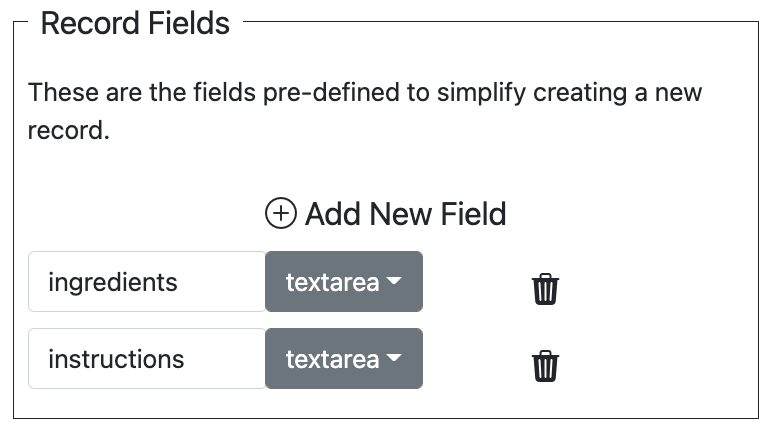 Record Fields
These are the fields pre-defined to simplify creating a new
record.
Add New Field
ingredients textarea
instructions textarea